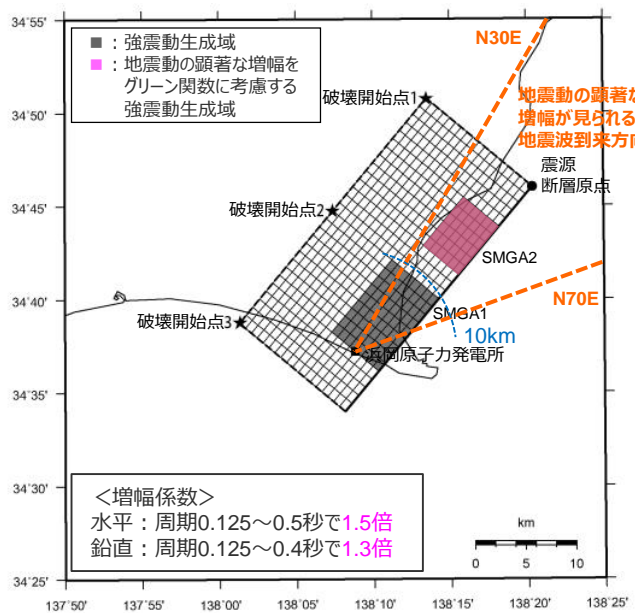 34˚55'
34˚50'
34˚45'
34˚40'
34˚35'
34˚30'
34˚25'
■：強震動生成域
■：地震動の顕著な増幅を
グリーン関数に考慮する
強震動生成域
N30E
破壊開始点1
地震動の顕著な
増幅が見られる
地震波到来方向
震源
断層原点
破壊開始点2
SMGA2
N70E
破壊開始点3
SMGA1
10km
浜岡原子力発電所
＜増幅係数＞
水平：周期0.125～0.5秒で1.5倍
鉛直：周期0.125～0.4秒で1.3倍
km
0 5 10
137˚50' 137˚55' 138˚00' 138˚05' 138˚10' 138˚15' 138˚20' 138˚25'